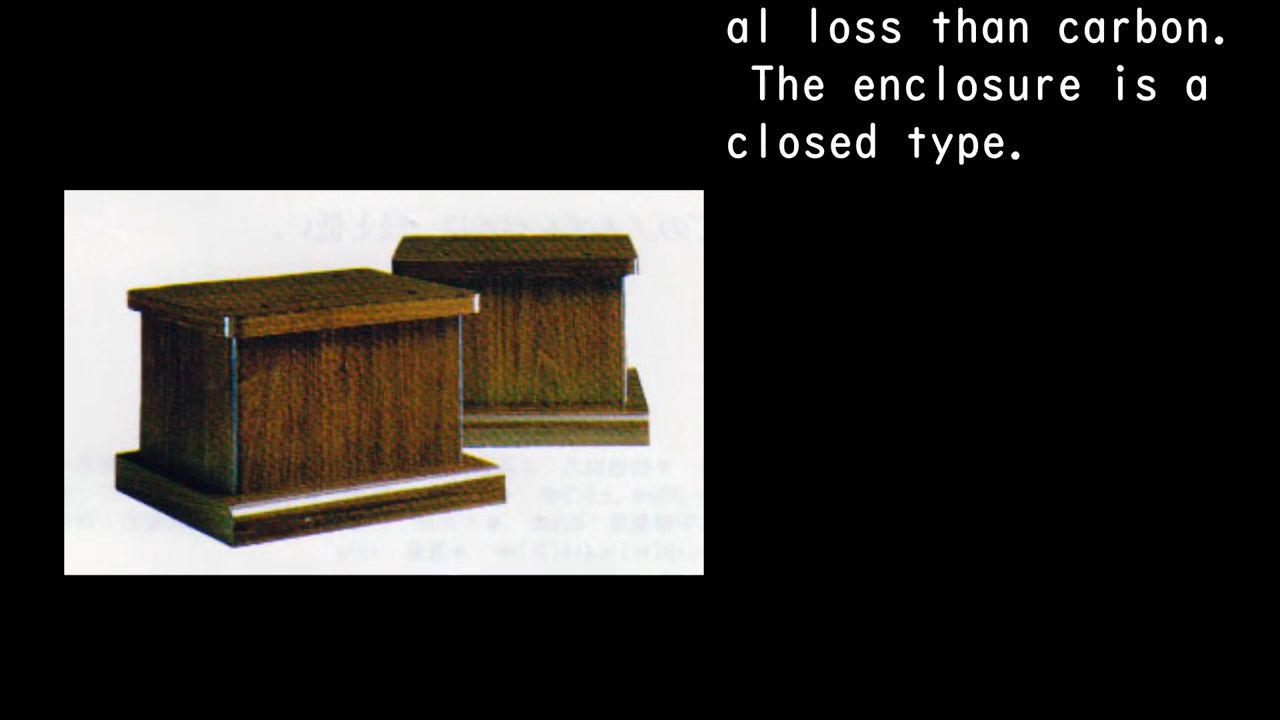 al loss than carbon.
The enclosure is a
closed type.